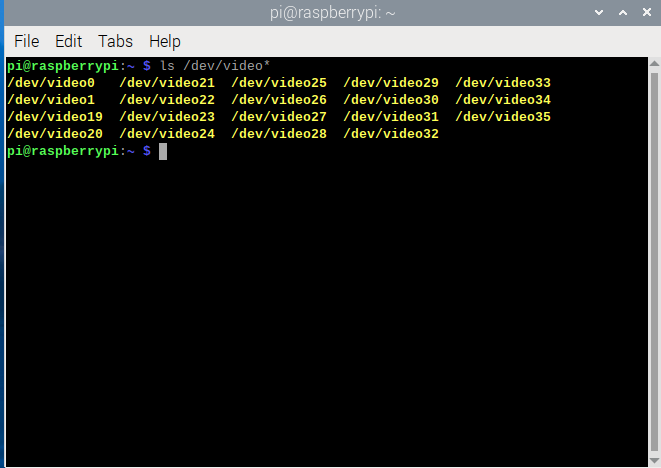 pi@raspberrypi: ~
File Edit Tabs Help
pi@raspberrypi:~ $ ls /dev/video*
/dev/video0 /dev/video21 /dev/video25 /dev/video29 /dev/video33
/dev/video1 /dev/video22 /dev/video26 /dev/video30 /dev/video34
/dev/video19 /dev/video23 /dev/video27 /dev/video31 /dev/video35
/dev/video20 /dev/video24 /dev/video28 /dev/video32
pi@raspberrypi:~ $